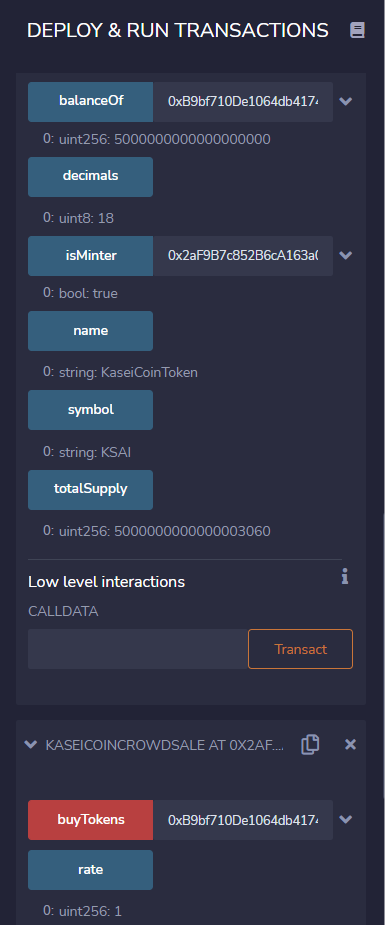 DEPLOY & RUN TRANSACTIONS
balanceOf 0xB9bf710De1064db4174
0: uint256: 5000000000000000000
decimals
0: uint8: 18
isMinter 0x2aF9B7c852B6cA163a0
0: bool: true
name
0: string: KaseiCoinToken
symbol
0: string: KSAI
totalSupply
0: uint256: 5000000000000003060
Low level interactions
CALLDATA
Transact
KASEICOINCROWDSALE AT 0X2AF....
buyTokens 0xB9bf710De1064db4174
rate
0: uint256: 1